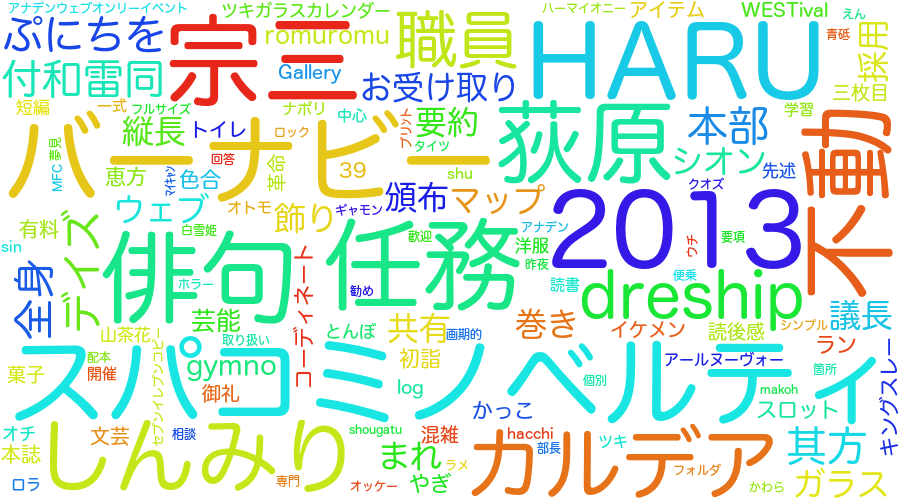 アナデンウェブオンリーイベント
ハーマイオニー
えん
ツキガラスカレンダー
アイテム
WESTival
ぷにちを
宗三
romuromu
職員
HARU
青砥
採用
付和雷同
Gallery
お受け取り
三枚目
短編
一式
フルサイズ
ナポリ
中心
プリント
要約
荻原
本部
学習
不動
縦長
トイレ
ロック
タイツ
シオン
先述
バーナビー
MFC
夢見
恵方
マイキャン
回答
色合
革命
39
shu
クオズ
頒布
マップ
ウェブ
オトモ
飾り
ギャモン
2013
有料
ディズ
白雪姫
俳句
任務
歓迎
アナデン
洋服
ウチ
要項
sin
全身
ホラー
コーディネート
勧め
昨夜
読書
便乗
dreship
議長
山茶花
芸能
とんぼ
共有
画期的
巻き
イケメン
読後感
シンプル
セブンイレブンコピー
取り扱い
配本
初詣
アールヌーヴォー
ラン
菓子
開催
gymno
log
個別
箇所
キングスレー
スパコミノベルティ
御礼
makoh
かっこ
スロット
オチ
文芸
相談
shougatu
混雑
hacchi
ツキ
其方
本誌
しんみり
まれ
部長
カルデア
ロラ
専門
やぎ
ラメ
フォルダ
ガラス
オッケー
かわら